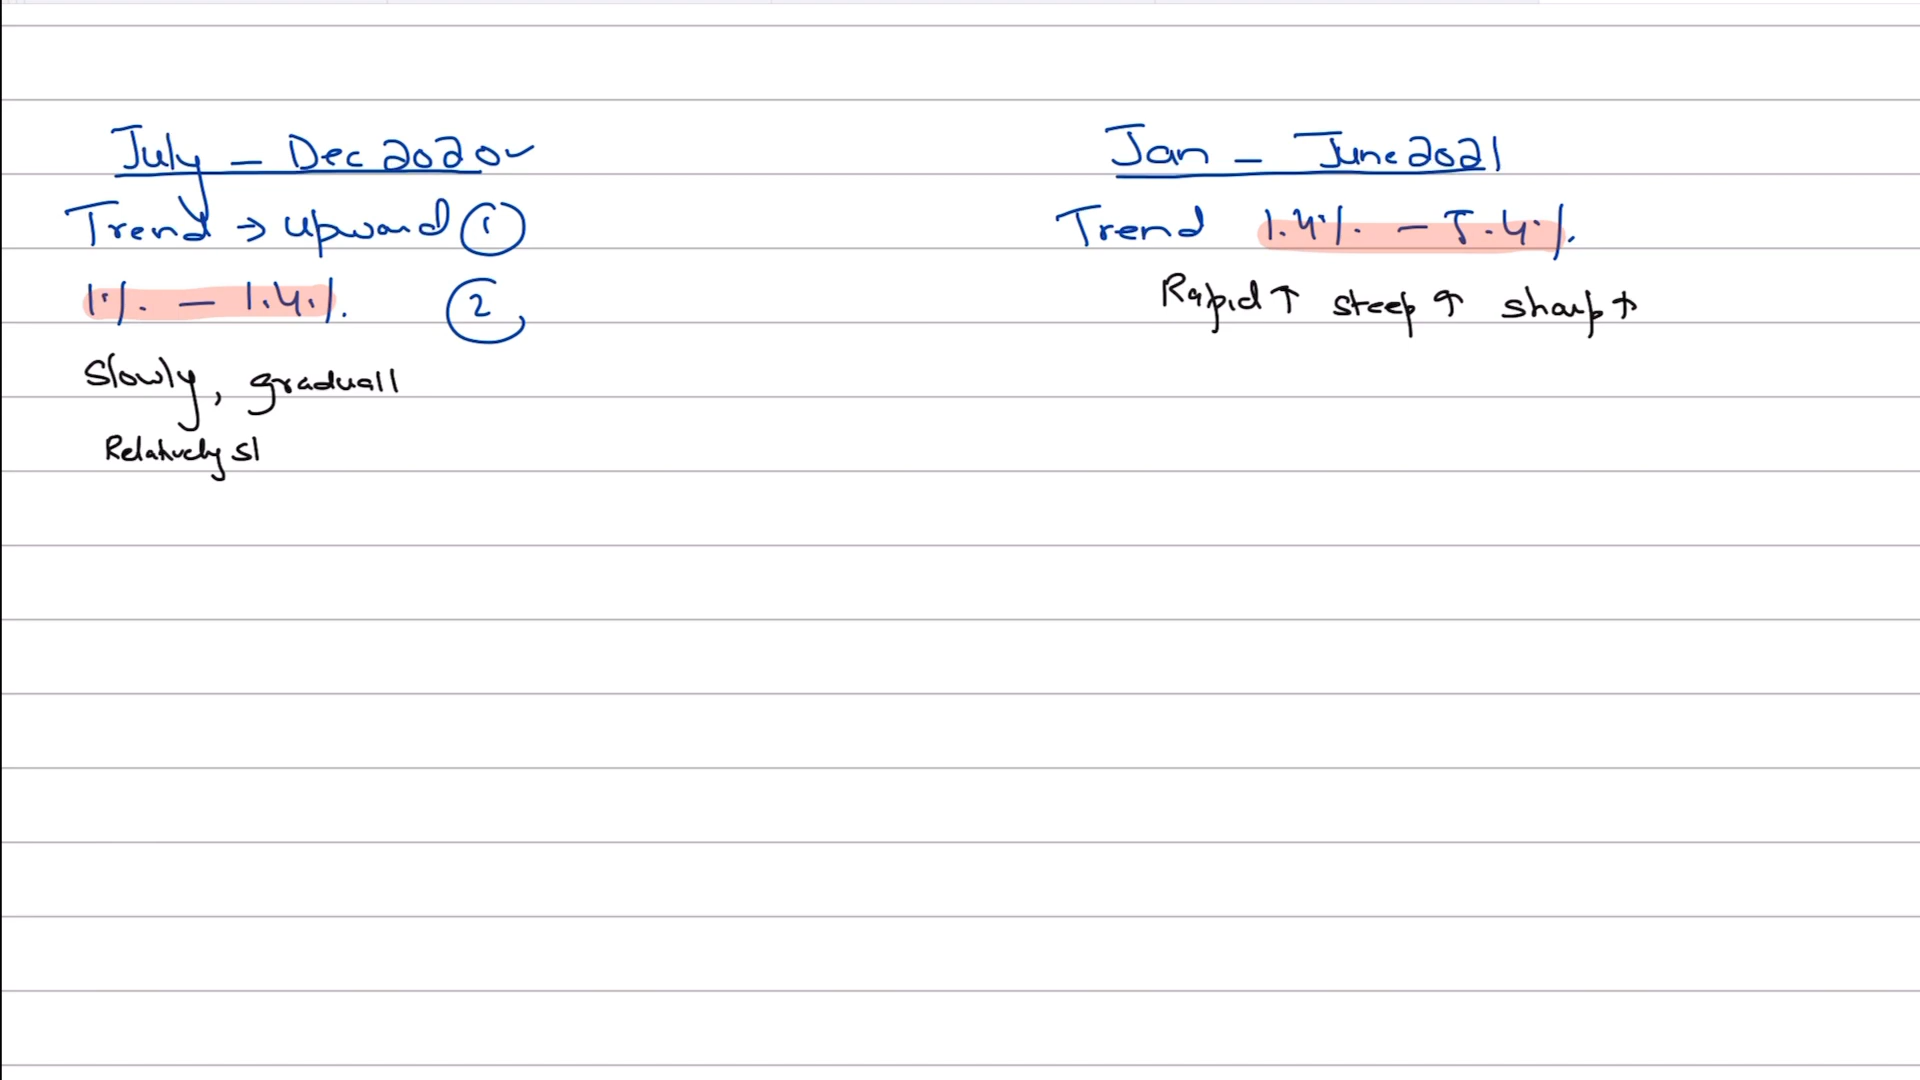 July - Dec 2020
Trend → upward ①
1% - 1.4% ②
Slowly, graduall
Relatively sl
Jan - June 2021
Trend 1.4% - 5.4%
Rapid ↑ steep ↑ sharp ↑